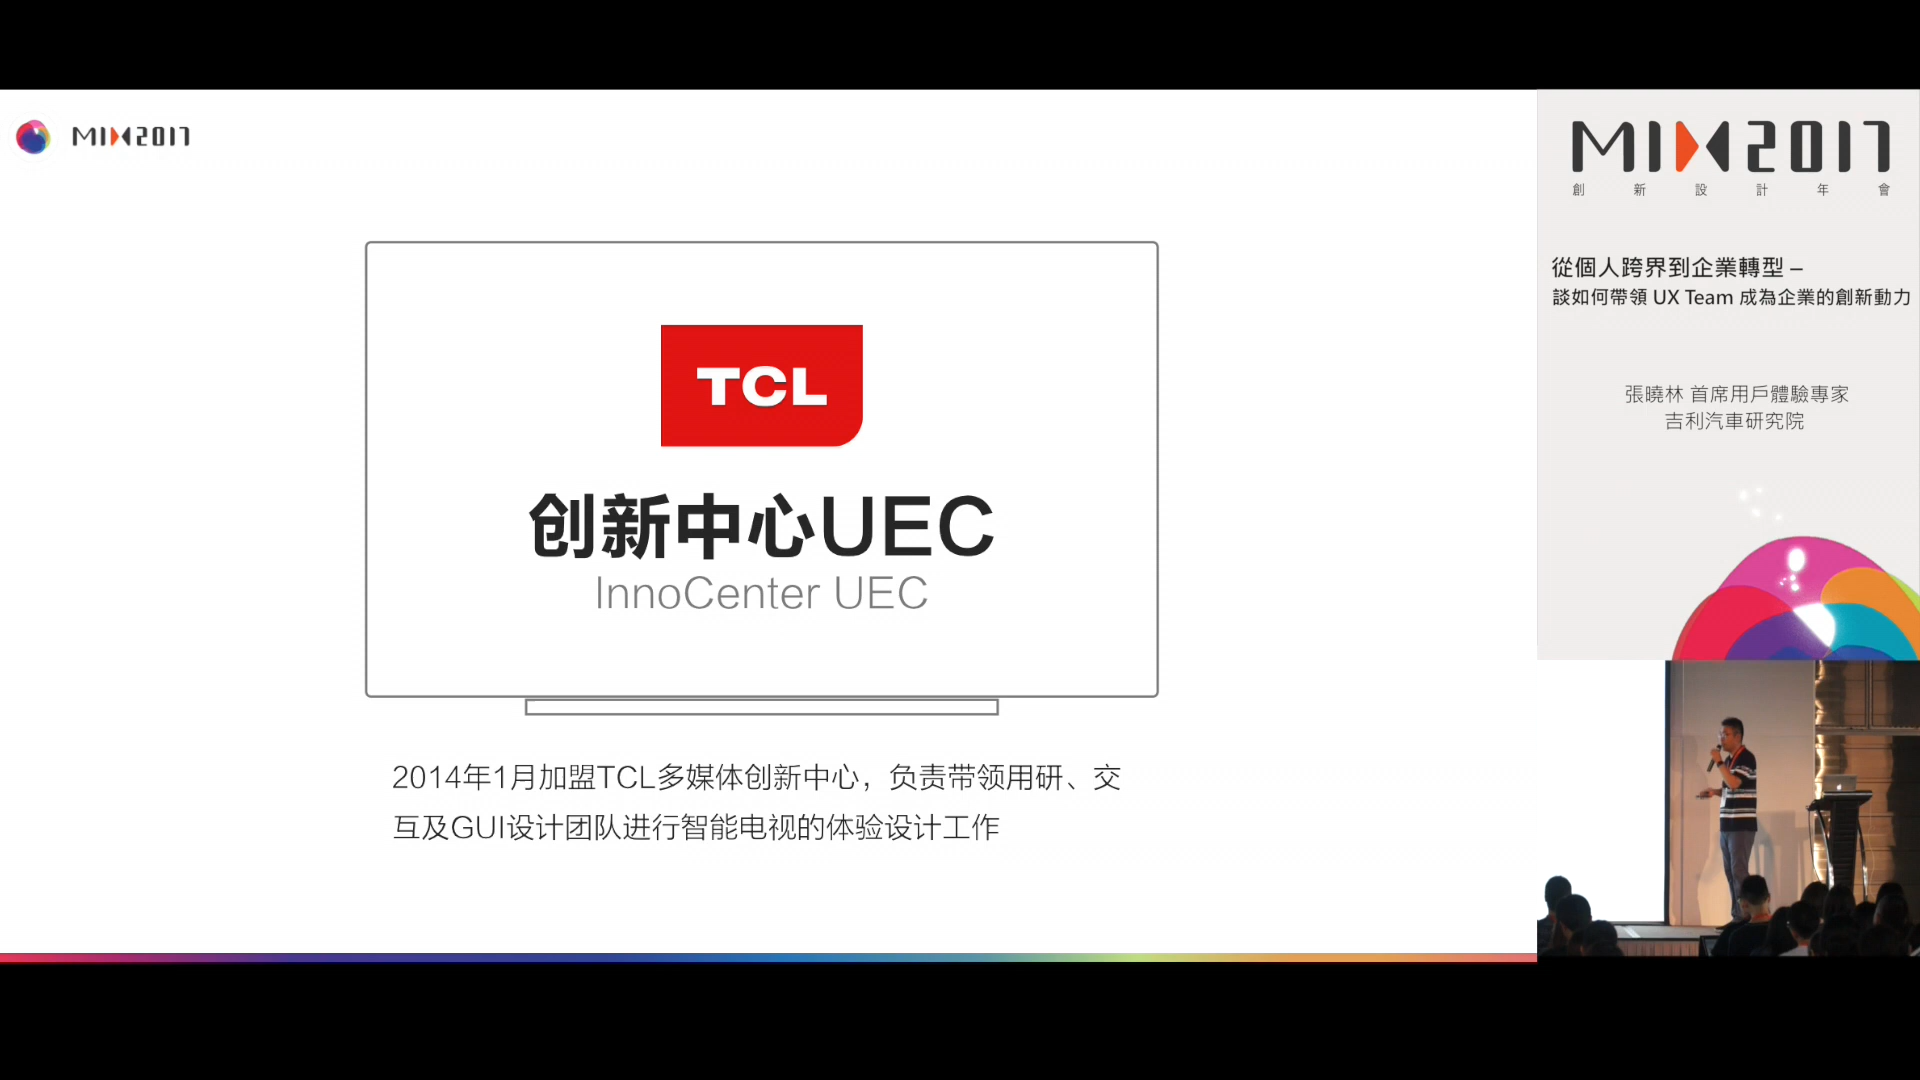 MIX2017
TCL
创新中心UEC
InnoCenter UEC
2014年1月加盟TCL多媒体创新中心，负责带领用研、交
互及GUI设计团队进行智能电视的体验设计工作
MIX2017
創新設計年會
從個人跨界到企業轉型 –
談如何帶領 UX Team 成為企業的創新動力
張曉林 首席用戶體驗專家
吉利汽車研究院